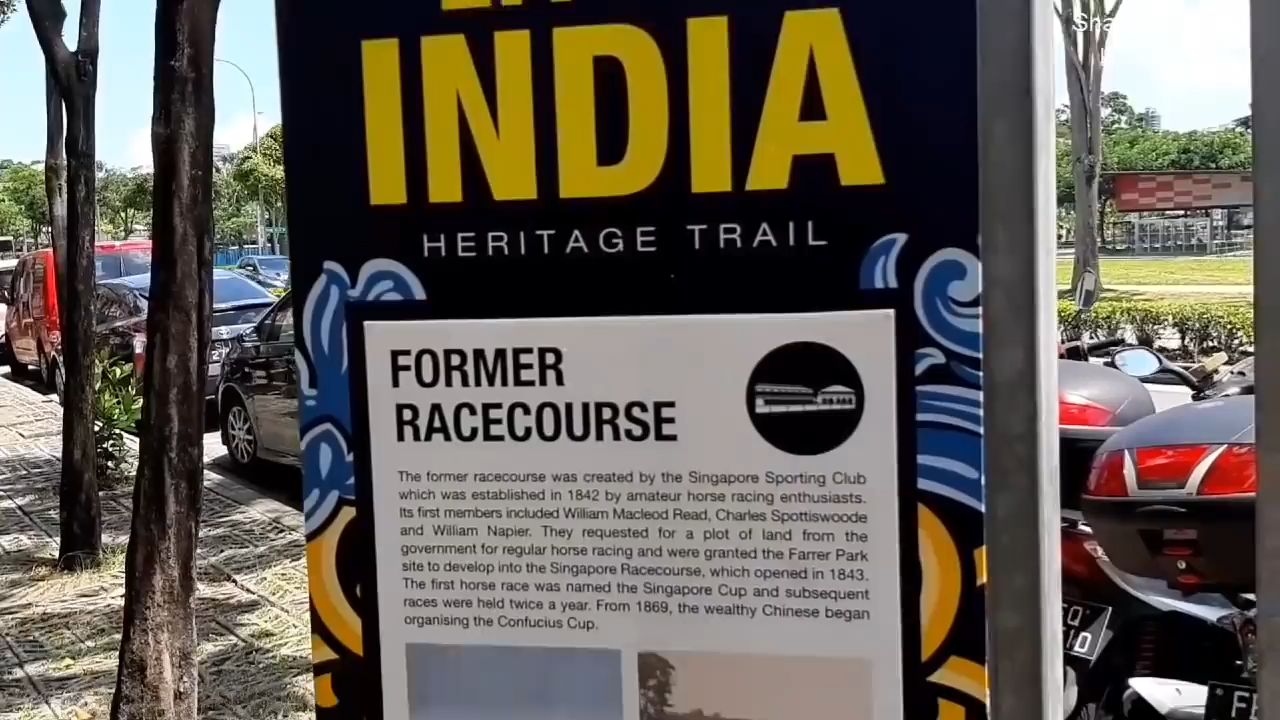 INDIA
HERITAGE TRAIL
FORMER
RACECOURSE
The former racecourse was created by the Singapore Sporting Club
which was established in 1842 by amateur horse racing enthusiasts.
Its first members included William Macleod Read, Charles Spottiswoode
and William Napier. They requested for a plot of land from the
government for regular horse racing and were granted the Farrer Park
site to develop into the Singapore Racecourse, which opened in 1843.
The first horse race was named the Singapore Cup and subsequent
races were held twice a year. From 1869, the wealthy Chinese began
organising the Confucius Cup.